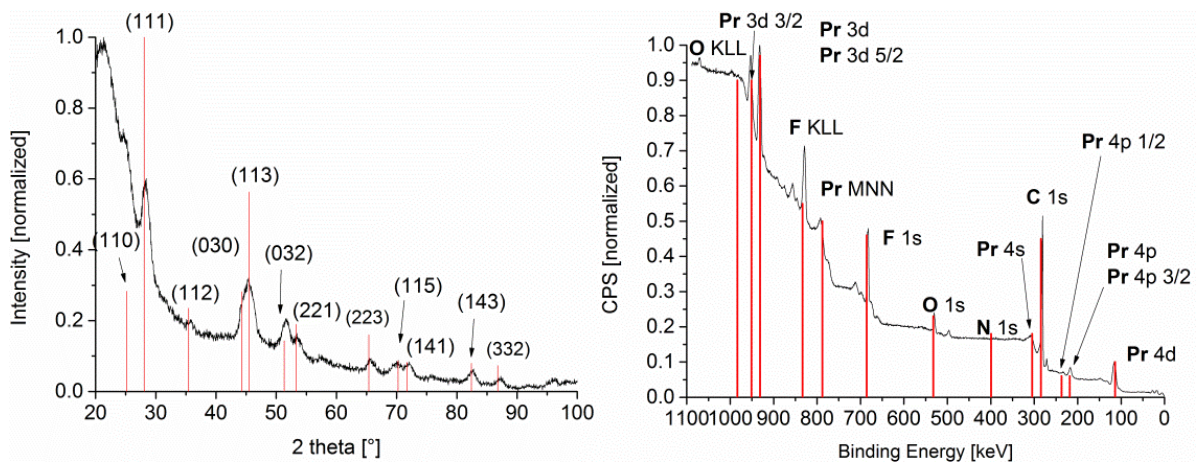 (111)
(113)
(030)
(032)
(110)
(112)
(221)
(223)
(115)
(141)
(143)
(332)
1.0
0.8
0.6
0.4
0.2
0.0
20 30 40 50 60 70 80 90 100
Intensity [normalized]
2 theta [°]
Pr 3d 3/2
Pr 3d
Pr 3d 5/2
O KLL
F KLL
Pr MNN
F 1s
O 1s
N 1s
Pr 4s
C 1s
Pr 4p 1/2
Pr 4p
Pr 4p 3/2
Pr 4d
1.0
0.9
0.8
0.7
0.6
0.5
0.4
0.3
0.2
0.1
0.0
1100 1000 900 800 700 600 500 400 300 200 100 0
CPS [normalized]
Binding Energy [keV]